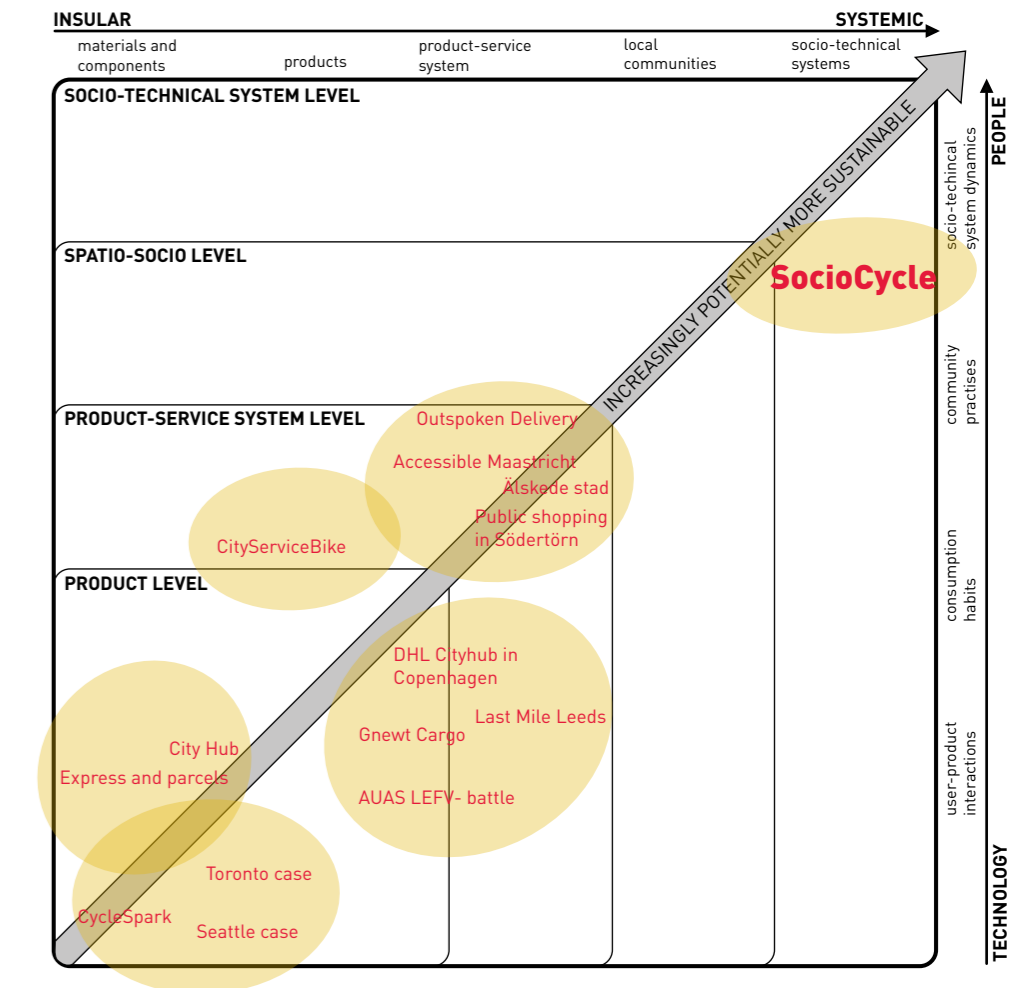 INSULAR
SYSTEMIC
materials and
components
products
product-service
system
local
communities
socio-technical
systems
SOCIO-TECHNICAL SYSTEM LEVEL
PEOPLE
socio-techincal
system dynamics
INCREASINGLY POTENTIALLY MORE SUSTAINABLE
SPATIO-SOCIO LEVEL
SocioCycle
community
practises
PRODUCT-SERVICE SYSTEM LEVEL
Outspoken Delivery
Accessible Maastricht
Älskede stad
Public shopping
in Södertörn
CityServiceBike
consumption
habits
PRODUCT LEVEL
DHL Cityhub in
Copenhagen
Last Mile Leeds
Gnewt Cargo
AUAS LEFV- battle
City Hub
Express and parcels
user-product
interactions
Toronto case
CycleSpark
Seattle case
TECHNOLOGY